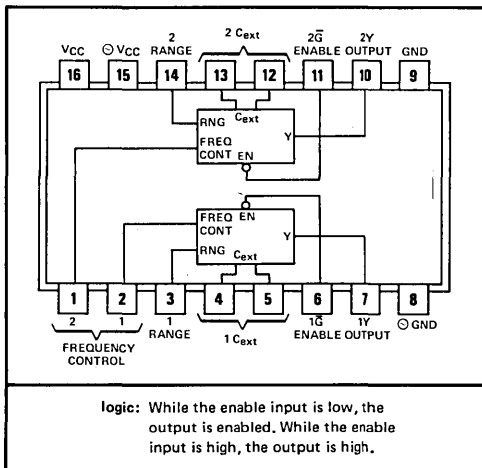 2 2 C̅ext 2G̅ 2Y
VCC ⊙ VCC RANGE ENABLE OUTPUT GND
16 15 14 13 12 11 10 9
RNG Cext
FREQ Y
CONT EN
FREQ EN
CONT Y
RNG Cext
1 2 3 4 5 6 7 8
2 1 1 1 Cext 1G̅ 1Y ⊙ GND
FREQUENCY RANGE ENABLE OUTPUT
CONTROL
logic: While the enable input is low, the
output is enabled. While the enable
input is high, the output is high.